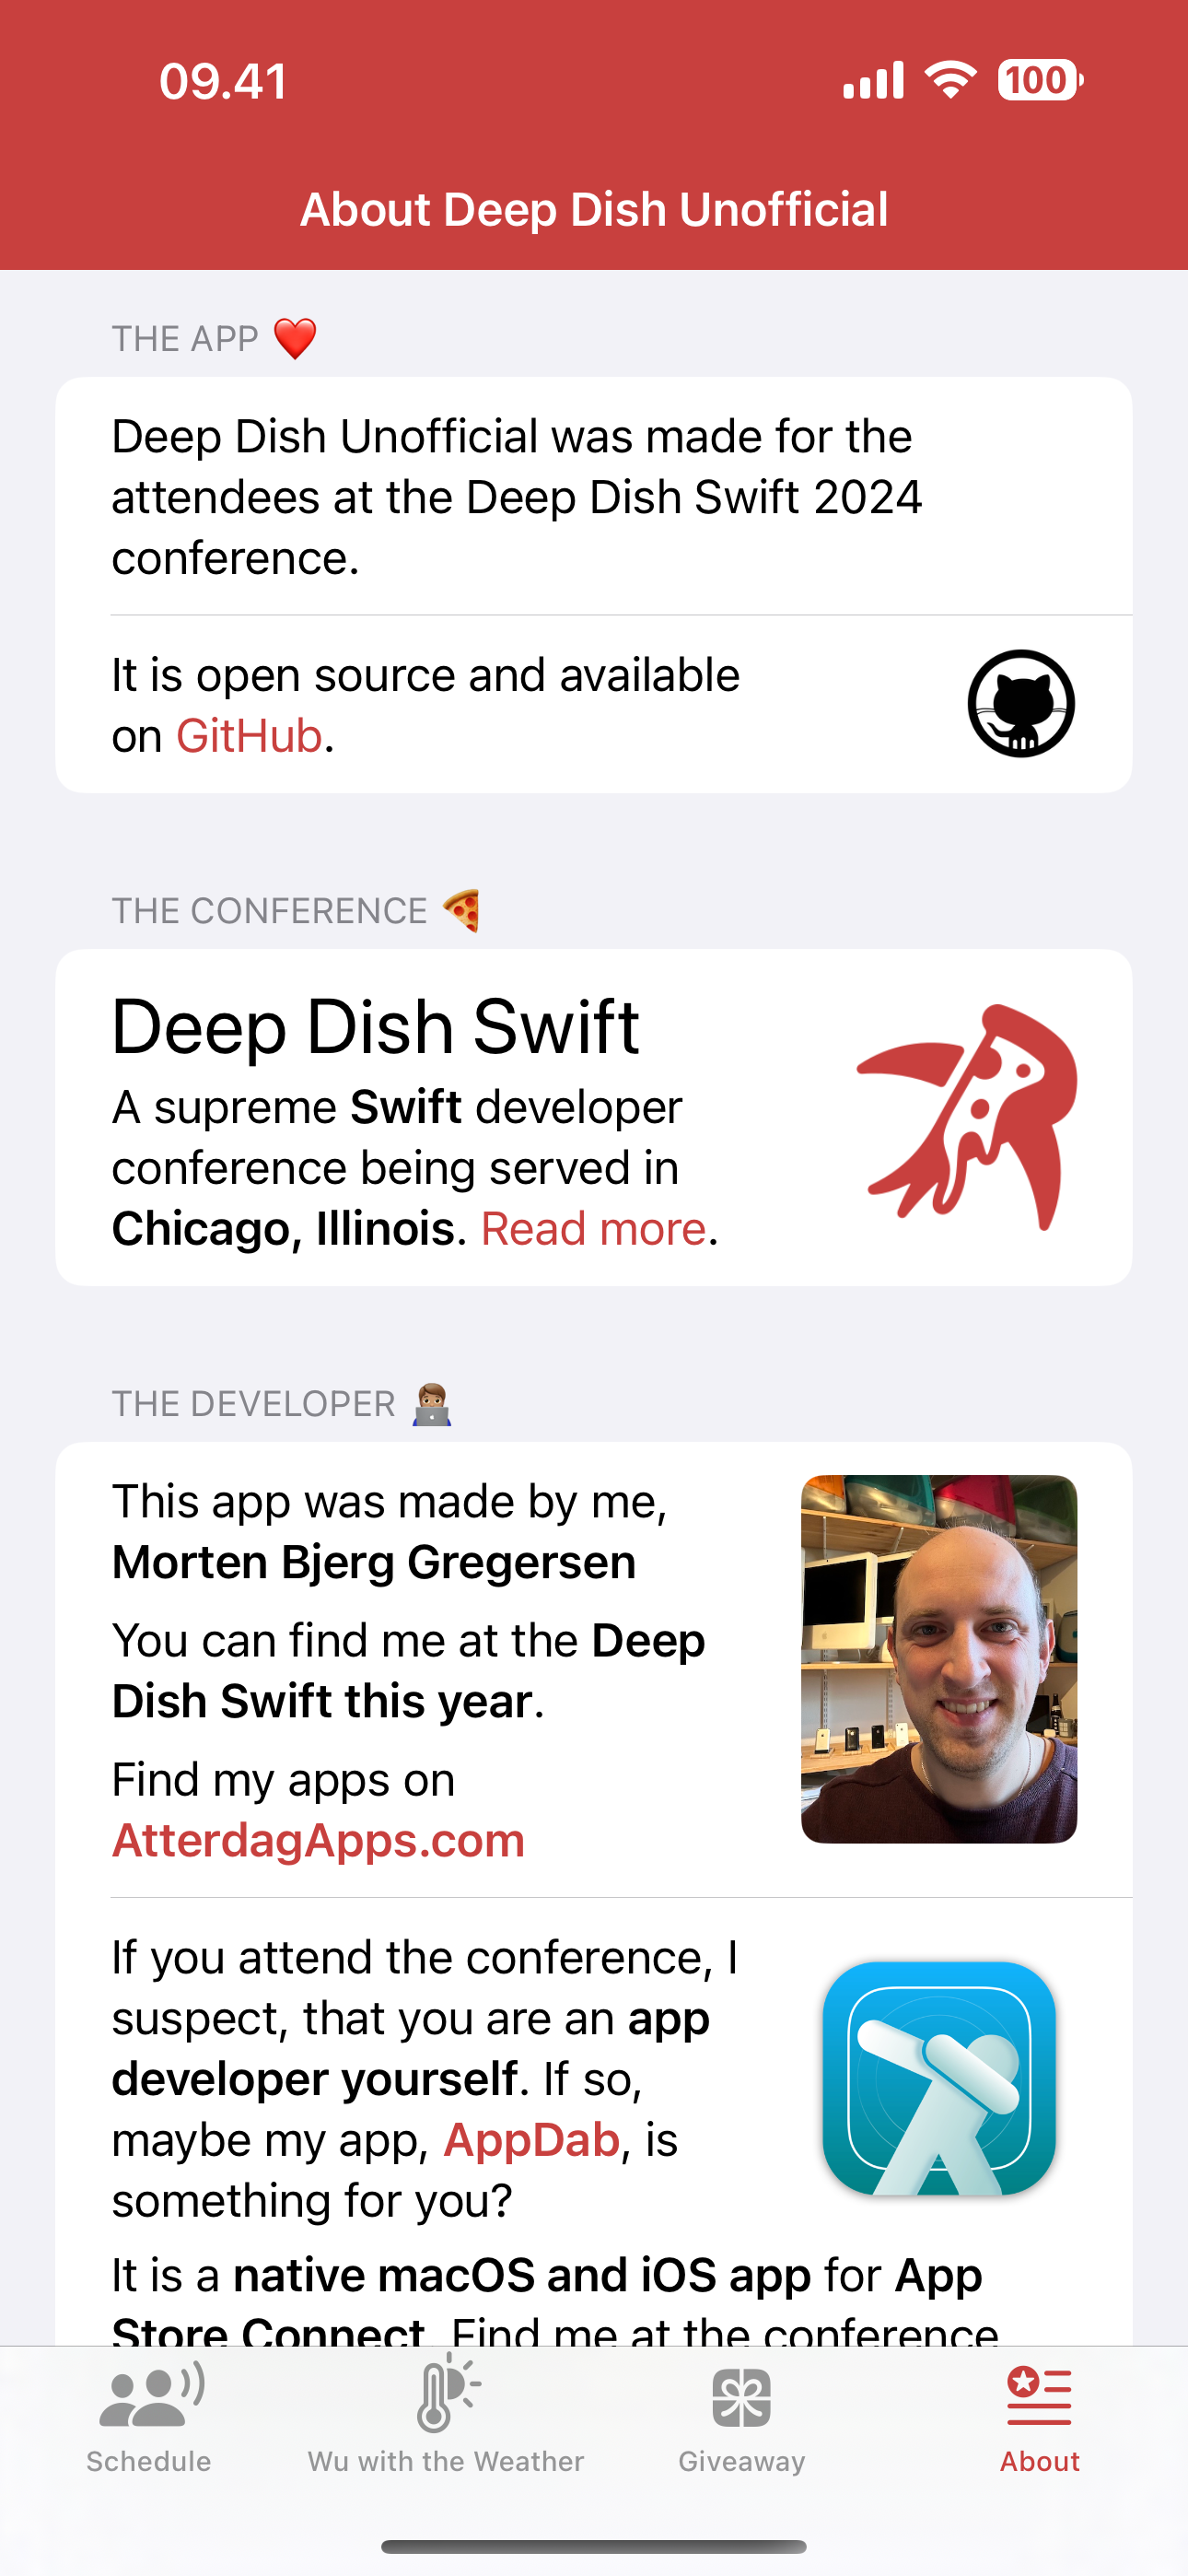 09.41
100
About Deep Dish Unofficial
THE APP ❤️
Deep Dish Unofficial was made for the
attendees at the Deep Dish Swift 2024
conference.
It is open source and available
on GitHub.
THE CONFERENCE 🍕
Deep Dish Swift
A supreme Swift developer
conference being served in
Chicago, Illinois. Read more.
THE DEVELOPER 🧑🏽‍💻
This app was made by me,
Morten Bjerg Gregersen
You can find me at the Deep
Dish Swift this year.
Find my apps on
AtterdagApps.com
If you attend the conference, I
suspect, that you are an app
developer yourself. If so,
maybe my app, AppDab, is
something for you?
It is a native macOS and iOS app for App
Store Connect. Find me at the conference
Schedule
Wu with the Weather
Giveaway
About